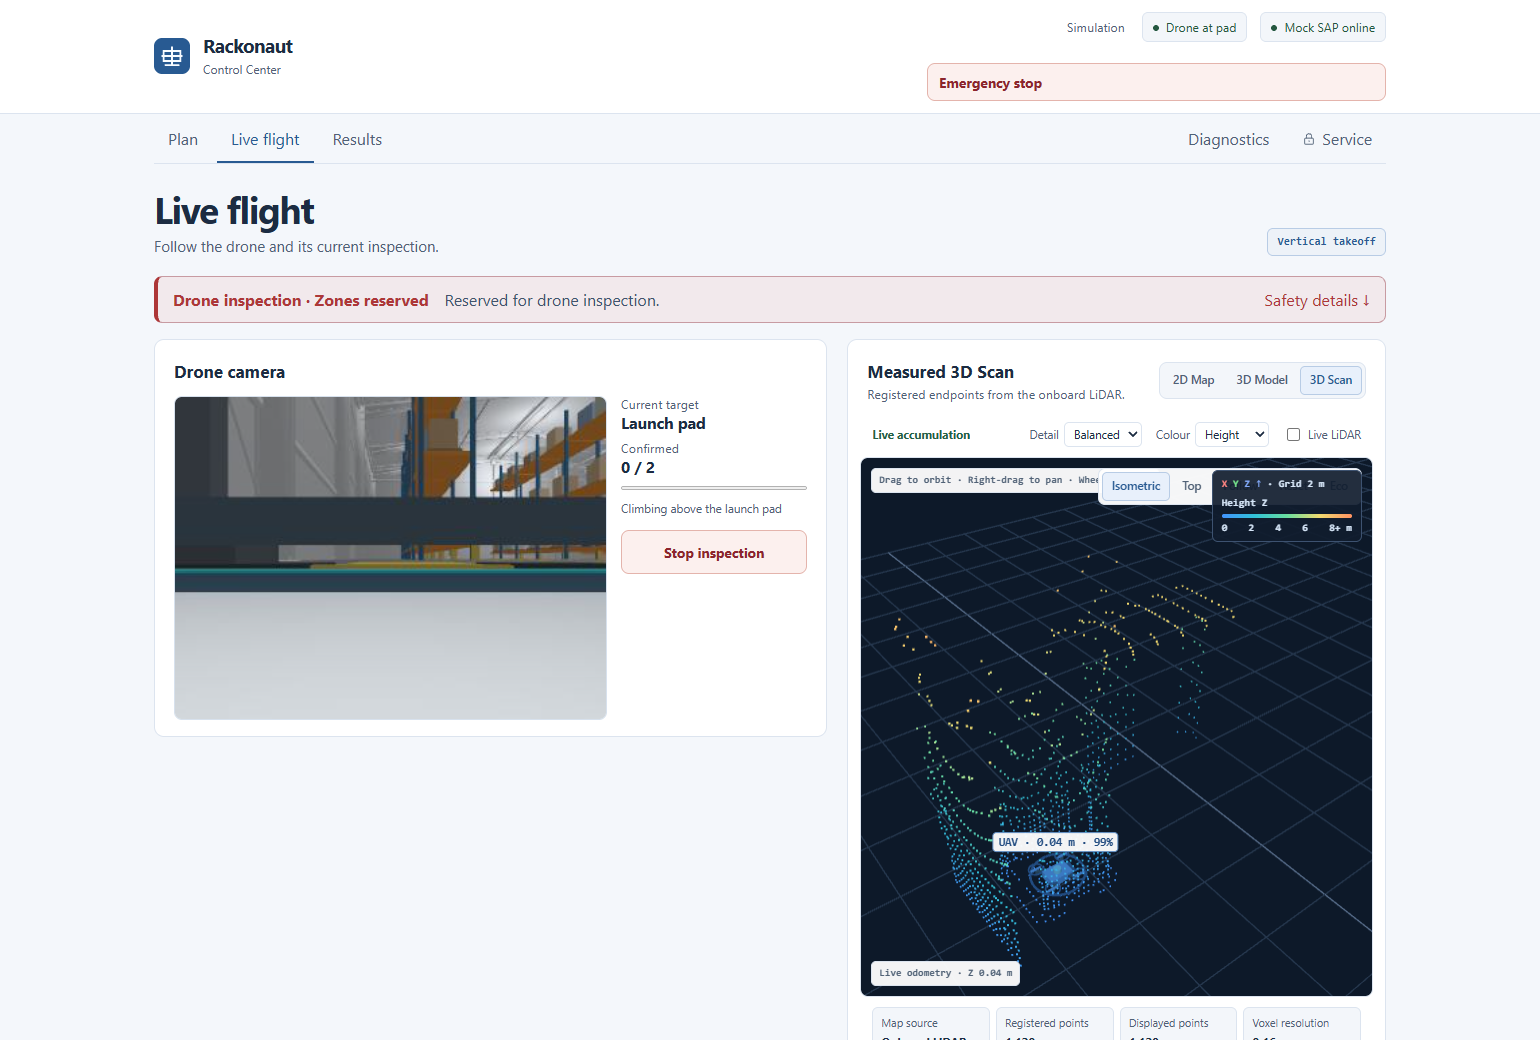 Rackonaut
Control Center
Simulation
Drone at pad
Mock SAP online
Emergency stop
Plan
Live flight
Results
Diagnostics
Service
Live flight
Follow the drone and its current inspection.
Vertical takeoff
Drone inspection · Zones reserved
Reserved for drone inspection.
Safety details ↓
Drone camera
Current target
Launch pad
Confirmed
0 / 2
Climbing above the launch pad
Stop inspection
Measured 3D Scan
Registered endpoints from the onboard LiDAR.
2D Map
3D Model
3D Scan
Live accumulation
Detail
Balanced
Colour
Height
Live LiDAR
Drag to orbit · Right-drag to pan ·
Isometric
Top
X Y Z ↑ · Grid 2 m
Height Z
0 2 4 6 8+ m
UAV · 0.04 m · 99%
Live odometry · Z 0.04 m
Map source
Registered points
Displayed points
Voxel resolution